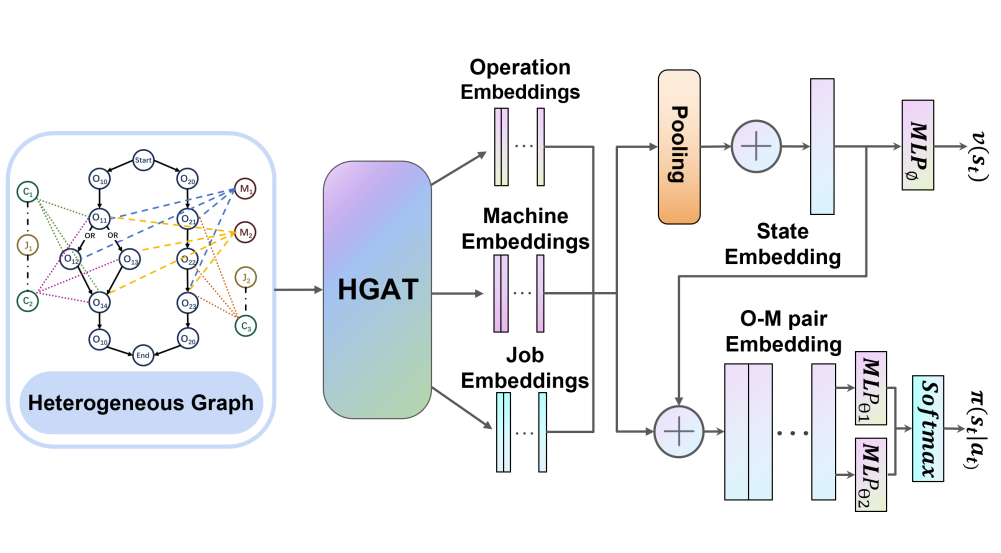 Start
O10
O20
C1
M1
O11
O21
OR
OR
M2
J1
O12
O13
O22
J2
C2
O14
O23
C3
O10
O20
End
Heterogeneous Graph
HGAT
Operation
Embeddings
Machine
Embeddings
Job
Embeddings
Pooling
State
Embedding
MLP∅
v(st)
O-M pair
Embedding
MLPθ1
MLPθ2
Softmax
π(st|at)